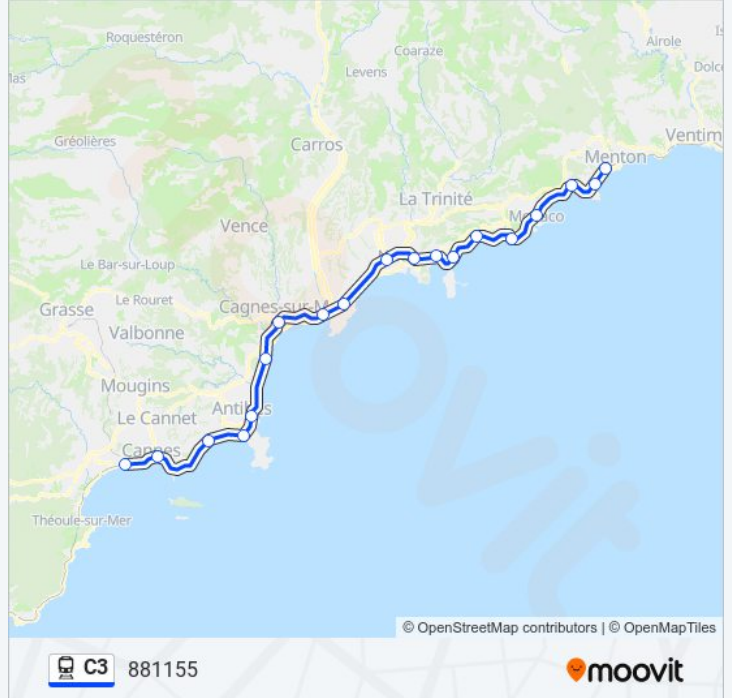 Roquestéron
Airole
Coaraze
Levens
Dolce
Gréolières
Carros
Ventim
Menton
La Trinité
Vence
Le Bar-sur-Loup
Le Rouret
Cagnes-sur-M
Grasse
Valbonne
Mougins
Le Cannet
Antibes
Cannes
Théoule-sur-Mer
© OpenStreetMap contributors | © OpenMapTiles
C3 881155
moovit